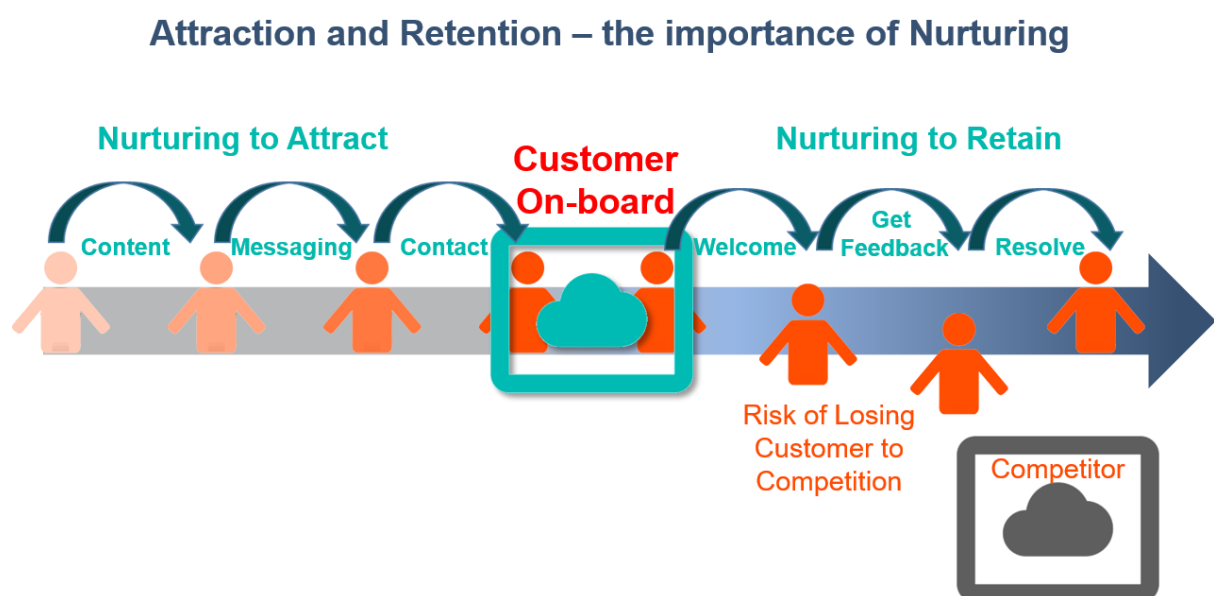 Attraction and Retention – the importance of Nurturing
Nurturing to Attract
Nurturing to Retain
Customer
On-board
Content
Messaging
Contact
Welcome
Get
Feedback
Resolve
Risk of Losing
Customer to
Competition
Competitor